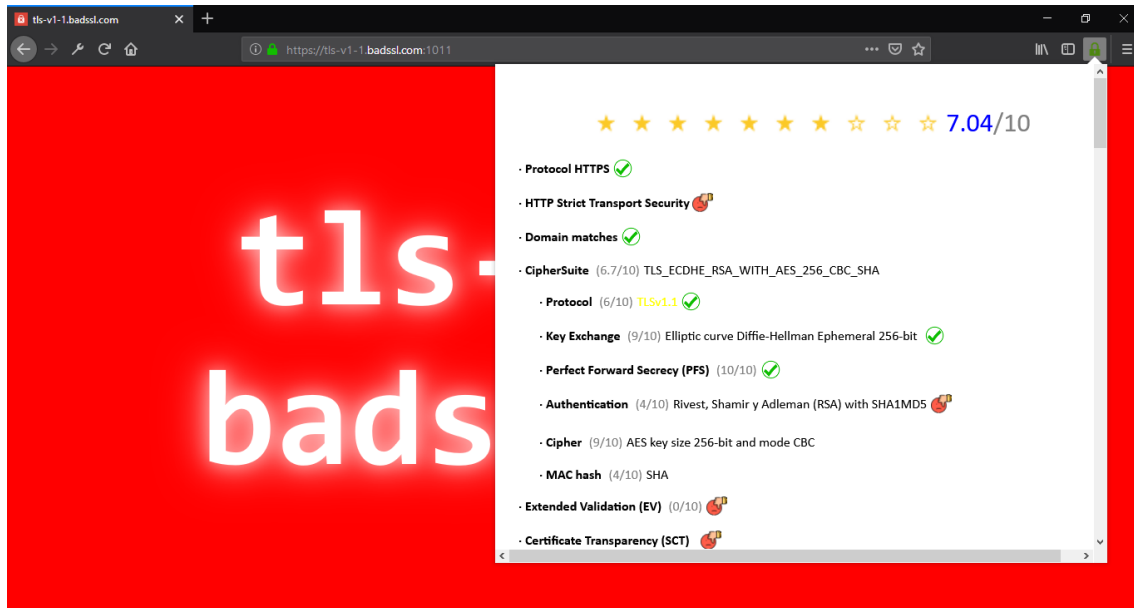 tls-v1-1.badssl.com
https://tls-v1-1.badssl.com:1011
tls-
bads
7.04/10
· Protocol HTTPS
· HTTP Strict Transport Security
· Domain matches
· CipherSuite (6.7/10) TLS_ECDHE_RSA_WITH_AES_256_CBC_SHA
· Protocol (6/10) TLSv1.1
· Key Exchange (9/10) Elliptic curve Diffie-Hellman Ephemeral 256-bit
· Perfect Forward Secrecy (PFS) (10/10)
· Authentication (4/10) Rivest, Shamir y Adleman (RSA) with SHA1MD5
· Cipher (9/10) AES key size 256-bit and mode CBC
· MAC hash (4/10) SHA
· Extended Validation (EV) (0/10)
· Certificate Transparency (SCT)